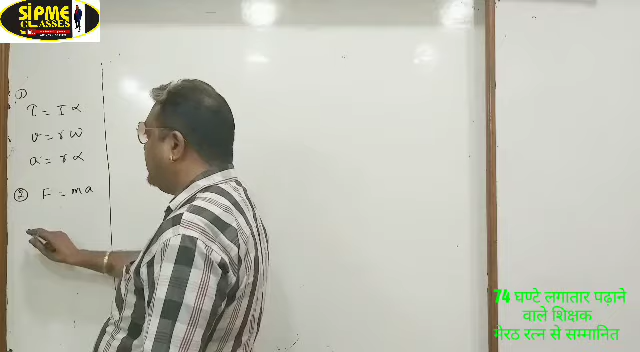 SIPME
CLASSES
①
τ = I α
v = r ω
a = r α
② F = ma
74 घण्टे लगातार पढ़ाने
वाले शिक्षक
मेरठ रत्न से सम्मानित